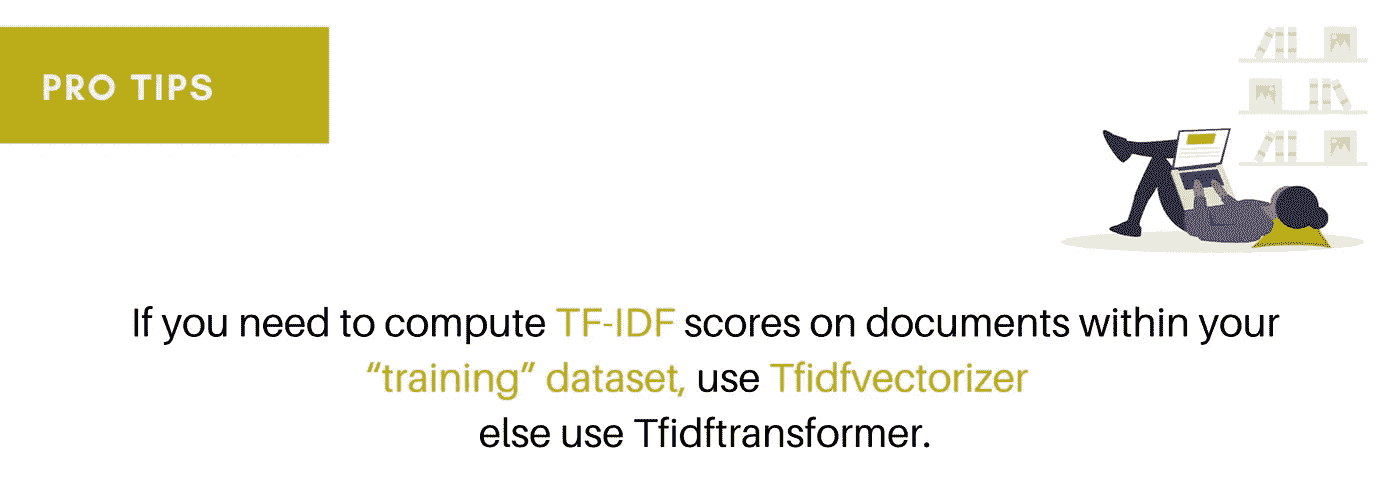 PRO TIPS
If you need to compute TF-IDF scores on documents within your
“training” dataset, use Tfidfvectorizer
else use Tfidftransformer.